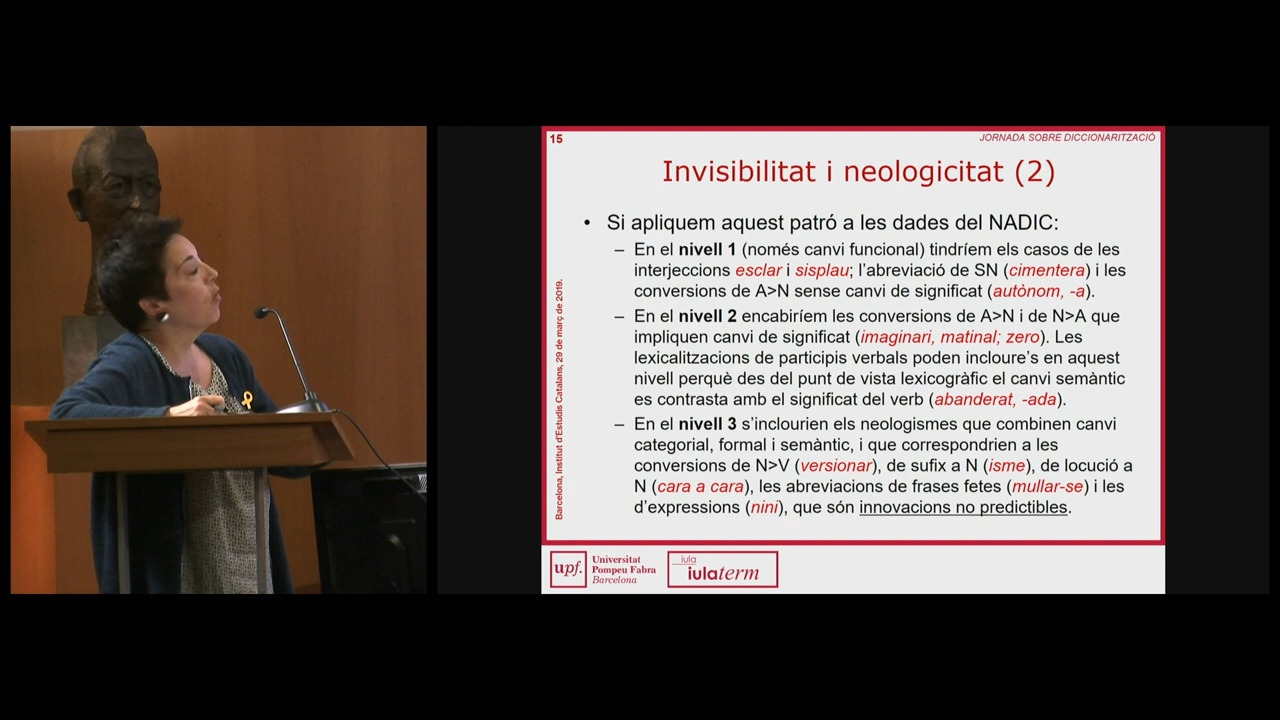 15
JORNADA SOBRE DICCIONARITZACIÓ
Invisibilitat i neologicitat (2)
• Si apliquem aquest patró a les dades del NADIC:
– En el nivell 1 (només canvi funcional) tindríem els casos de les
interjeccions esclar i sisplau; l'abreviació de SN (cimentera) i les
conversions de A>N sense canvi de significat (autònom, -a).
– En el nivell 2 encabiríem les conversions de A>N i de N>A que
impliquen canvi de significat (imaginari, matinal; zero). Les
lexicalitzacions de participis verbals poden incloure's en aquest
nivell perquè des del punt de vista lexicogràfic el canvi semàntic
es contrasta amb el significat del verb (abanderat, -ada).
– En el nivell 3 s'inclourien els neologismes que combinen canvi
categorial, formal i semàntic, i que correspondrien a les
conversions de N>V (versionar), de sufix a N (isme), de locució a
N (cara a cara), les abreviacions de frases fetes (mullar-se) i les
d'expressions (nini), que són innovacions no predictibles.
Barcelona, Institut d'Estudis Catalans, 29 de març de 2019.
upf.
Universitat
Pompeu Fabra
Barcelona
iula
iulaterm